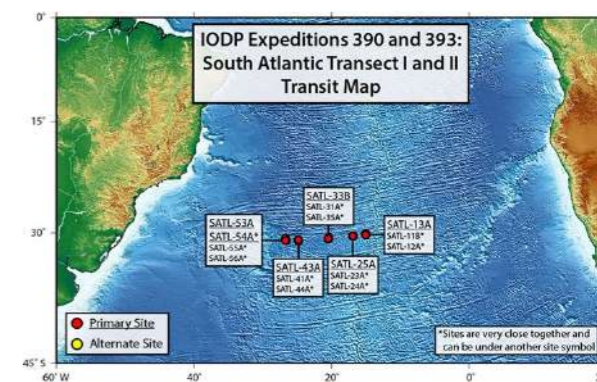 IODP Expeditions 390 and 393:
South Atlantic Transect I and II
Transit Map
0°
15°
30°
45° S
60° W
40°
20°
0°
SATL-53A
SATL-54A*
SATL-55A*
SATL-56A*
SATL-43A
SATL-41A*
SATL-44A*
SATL-33B
SATL-31A*
SATL-35A*
SATL-25A
SATL-23A*
SATL-24A*
SATL-13A
SATL-11B*
SATL-12A*
Primary Site
Alternate Site
*Sites are very close together and
can be under another site symbol